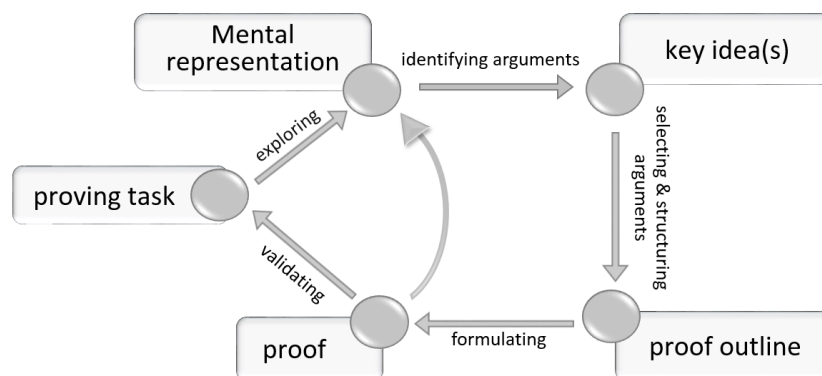 Mental
representation
identifying arguments
key idea(s)
exploring
selecting & structuring
arguments
proving task
validating
proof
formulating
proof outline